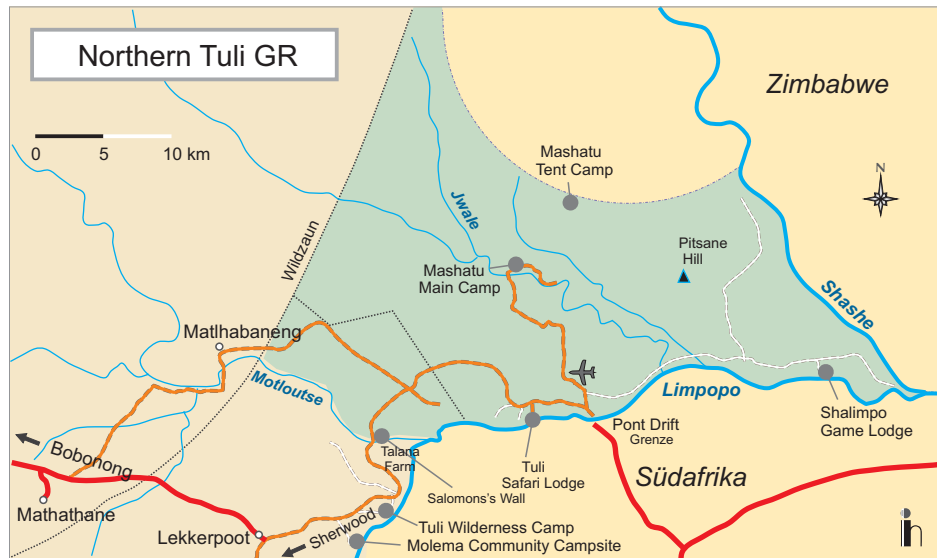 Northern Tuli GR
0 5 10 km
Zimbabwe
Mashatu
Tent Camp
N
Jwale
Wildzaun
Pitsane
Hill
Mashatu
Main Camp
Shashe
Matlhabaneng
Motloutse
Limpopo
Shalimpo
Game Lodge
Pont Drift
Grenze
Talana
Farm
Tuli
Safari Lodge
Südafrika
Bobonong
Salomons's Wall
Mathathane
Sherwood
Tuli Wilderness Camp
Lekkerpoot
Molema Community Campsite
ih